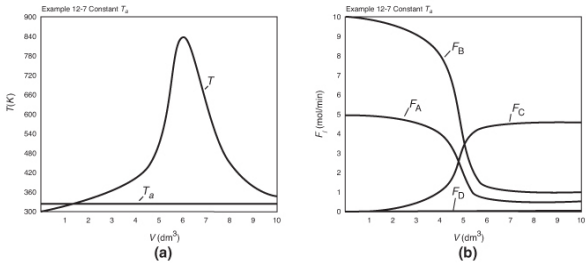 Example 12-7 Constant Ta
900
840
780
720
660
600
540
480
420
360
300
T(K)
T
Ta
1 2 3 4 5 6 7 8 9 10
V (dm³)
(a)
Example 12-7 Constant Ta
10
9
8
7
6
5
4
3
2
1
0
Fi (mol/min)
FB
FA
FC
FD
0 1 2 3 4 5 6 7 8 9 10
V (dm³)
(b)